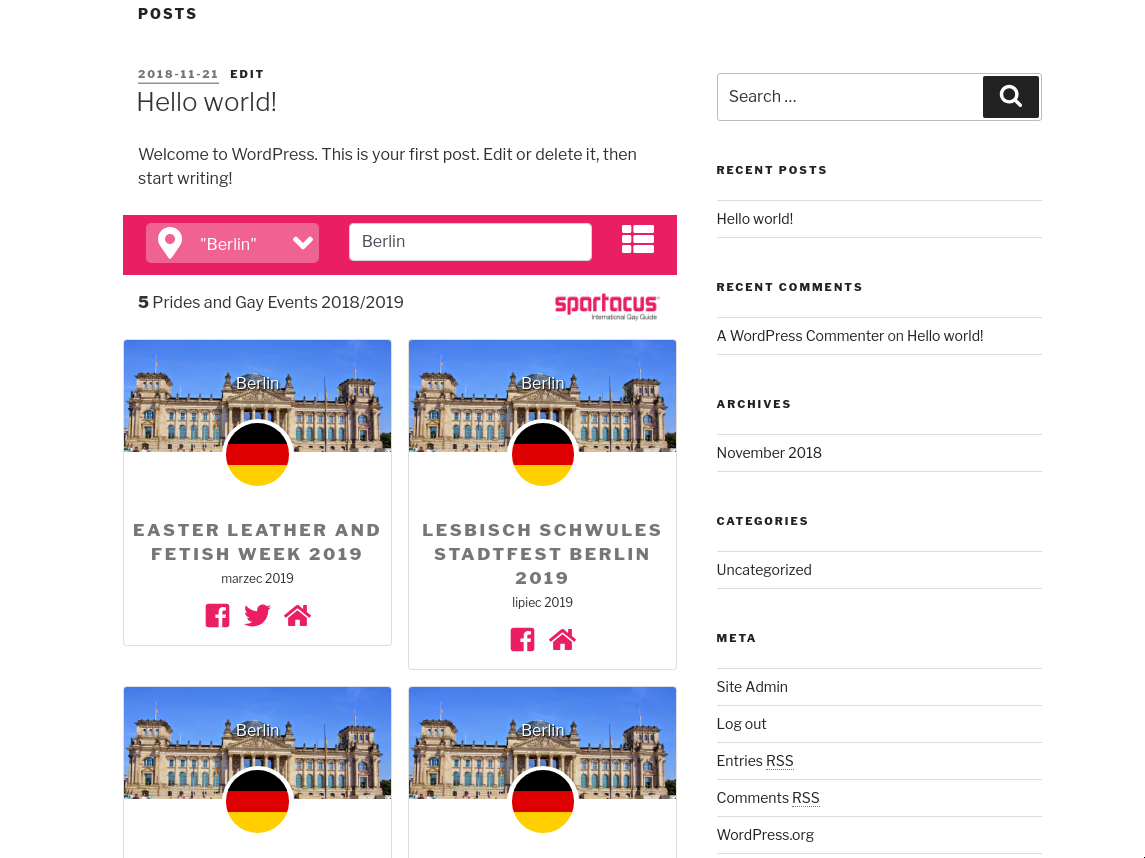 POSTS
2018-11-21 EDIT
Hello world!
Welcome to WordPress. This is your first post. Edit or delete it, then
start writing!
"Berlin"
Berlin
5 Prides and Gay Events 2018/2019
spartacus
International Gay Guide
Berlin
EASTER LEATHER AND
FETISH WEEK 2019
marzec 2019
Berlin
LESBISCH SCHWULES
STADTFEST BERLIN
2019
lipiec 2019
Berlin
Berlin
Search …
RECENT POSTS
Hello world!
RECENT COMMENTS
A WordPress Commenter on Hello world!
ARCHIVES
November 2018
CATEGORIES
Uncategorized
META
Site Admin
Log out
Entries RSS
Comments RSS
WordPress.org